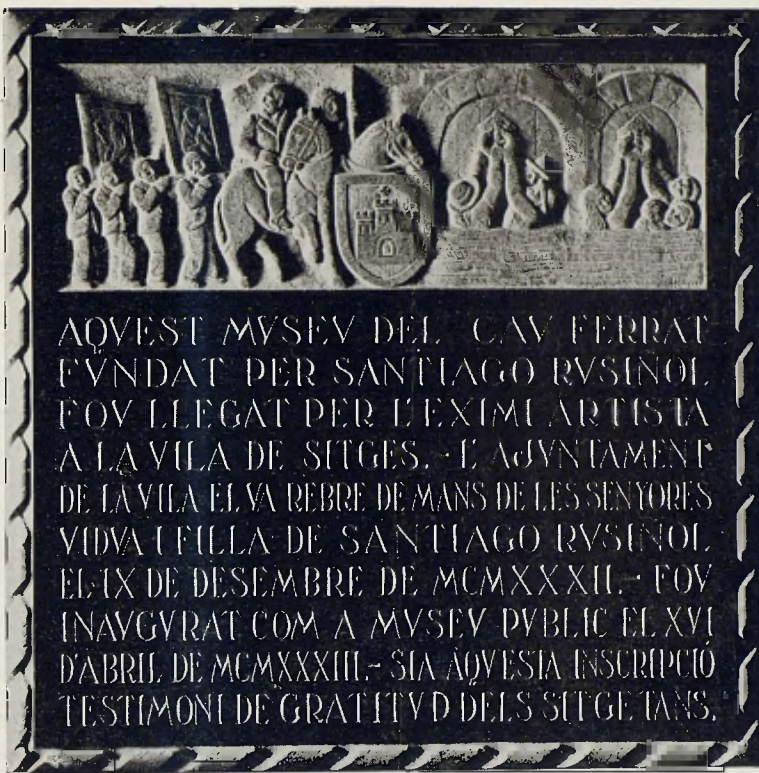 AQVEST MVSEV DEL CAV FERRAT
FVNDAT PER SANTIAGO RVSIÑOL
FOV LLEGAT PER L'EXIMI ARTISTA
A LA VILA DE SITGES.- L'AJVNTAMENT
DE LA VILA EL VA REBRE DE MANS DE LES SENYORES
VIDVA I FILLA DE SANTIAGO RVSIÑOL
EL IX DE DESEMBRE DE MCMXXXII.- FOV
INAVGVRAT COM A MVSEV PVBLIC EL XVI
D'ABRIL DE MCMXXXIII.- SIA AQVESTA INSCRIPCIÓ
TESTIMONI DE GRATITVD DELS SITGETANS.